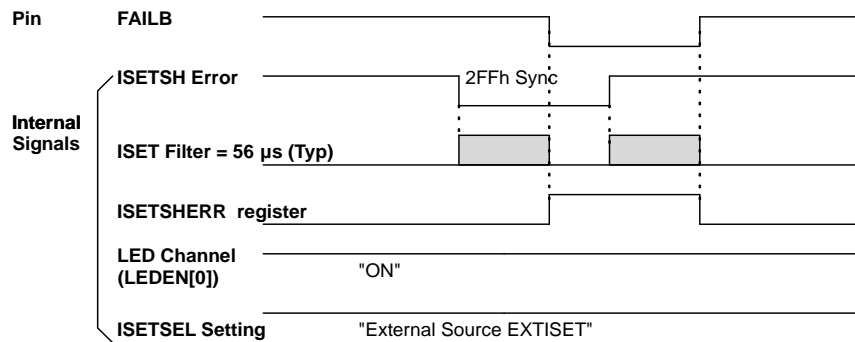 Pin FAILB
ISETSH Error 2FFh Sync
Internal
Signals
ISET Filter = 56 µs (Typ)
ISETSHERR register
LED Channel
(LEDEN[0])
"ON"
ISETSEL Setting "External Source EXTISET"